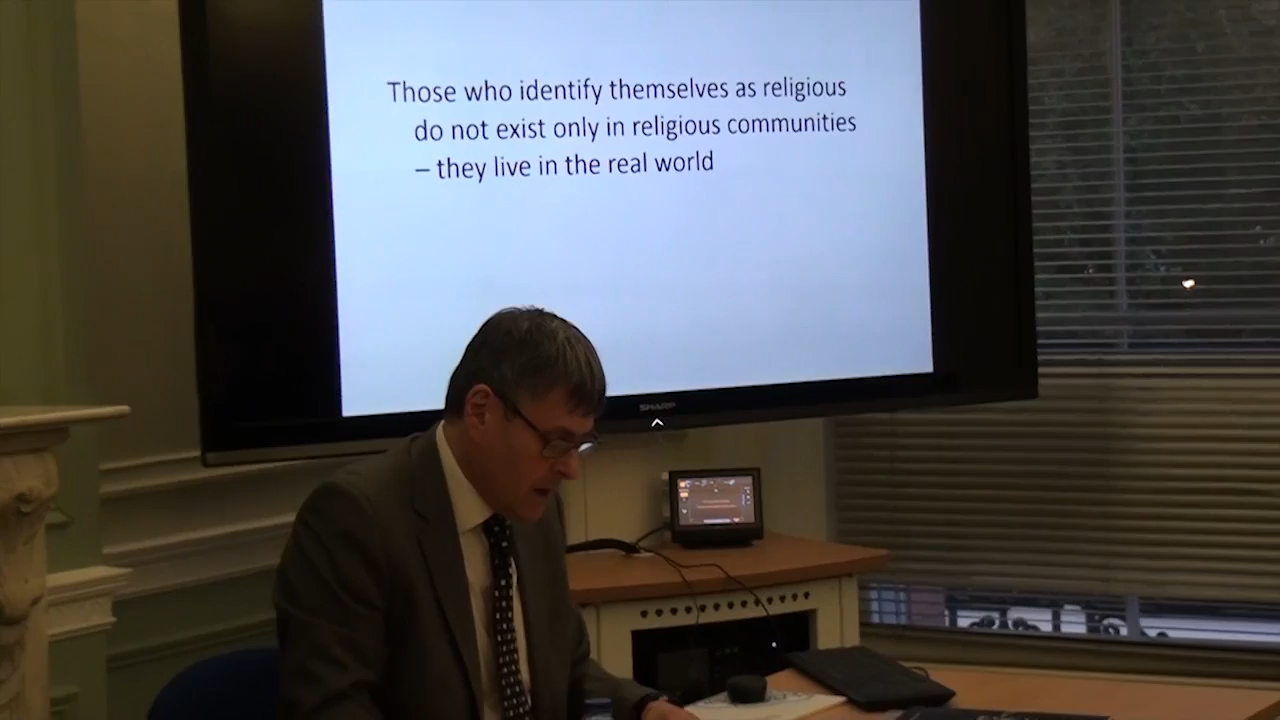 Those who identify themselves as religious
do not exist only in religious communities
– they live in the real world
SHARP